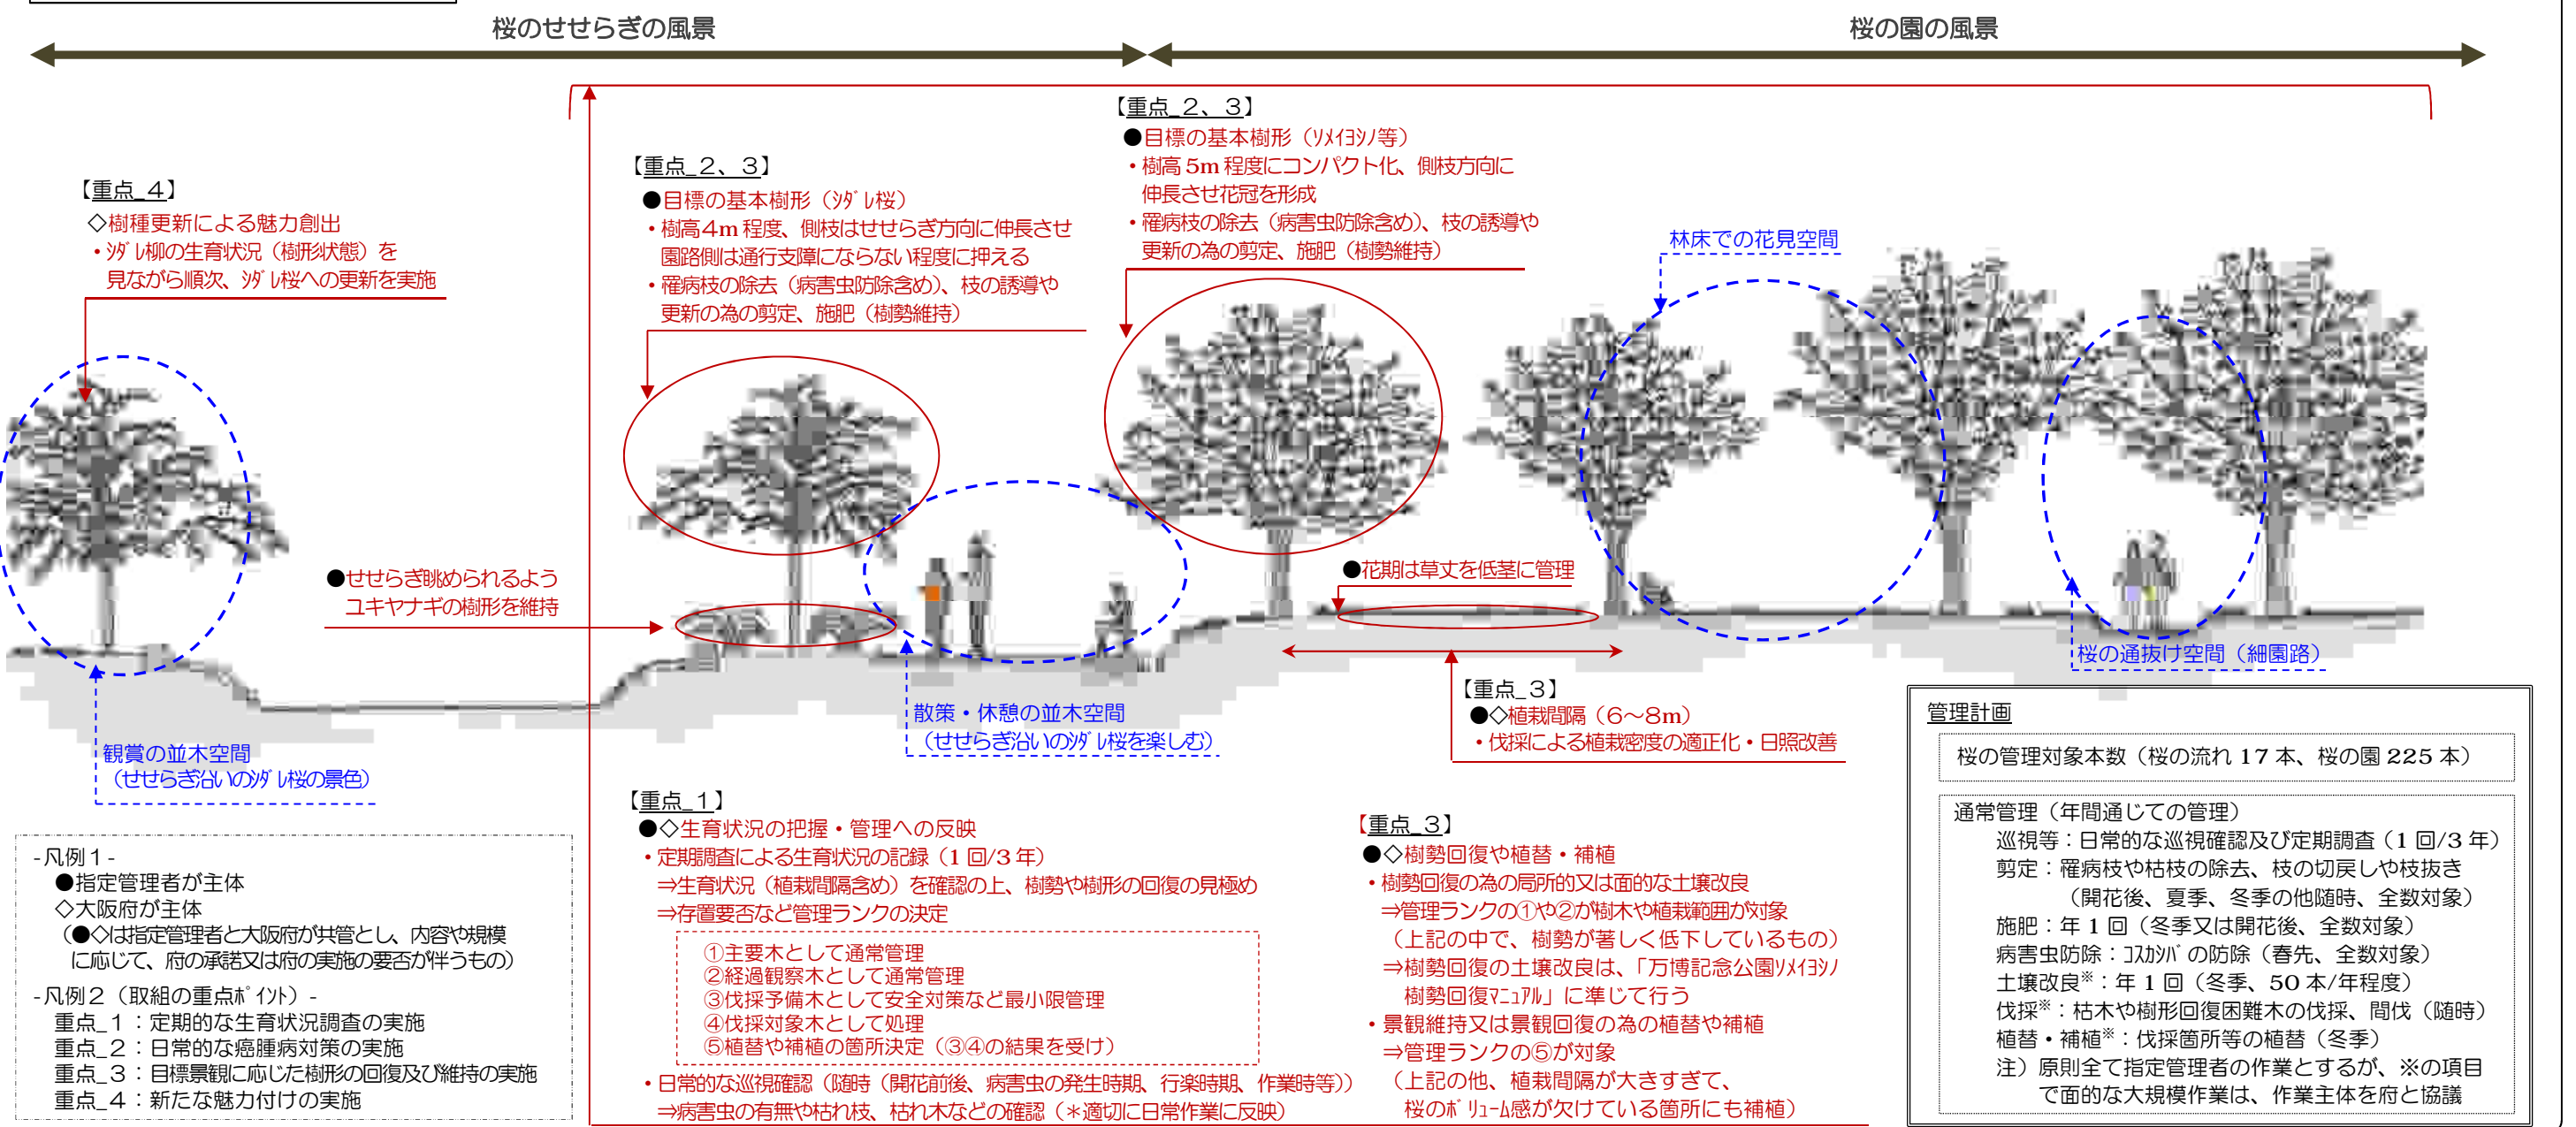 桜のせせらぎの風景
桜の園の風景
【重点_4】
◇樹種更新による魅力創出
・ｼﾀﾞﾚ柳の生育状況（樹形状態）を
見ながら順次、ｼﾀﾞﾚ桜への更新を実施
【重点_2、3】
●目標の基本樹形（ｼﾀﾞﾚ桜）
・樹高4m程度、側枝はせせらぎ方向に伸長させ
園路側は通行支障にならない程度に押える
・罹病枝の除去（病害虫防除含め）、枝の誘導や
更新の為の剪定、施肥（樹勢維持）
【重点_2、3】
●目標の基本樹形（ｿﾒｲﾖｼﾉ等）
・樹高5m程度にコンパクト化、側枝方向に
伸長させ花冠を形成
・罹病枝の除去（病害虫防除含め）、枝の誘導や
更新の為の剪定、施肥（樹勢維持）
林床での花見空間
●せせらぎ眺められるよう
ユキヤナギの樹形を維持
●花期は草丈を低茎に管理
桜の通抜け空間（細園路）
観賞の並木空間
（せせらぎ沿いのｼﾀﾞﾚ桜の景色）
散策・休憩の並木空間
（せせらぎ沿いのｼﾀﾞﾚ桜を楽しむ）
【重点_3】
●◇植栽間隔（6～8m）
・伐採による植栽密度の適正化・日照改善
-凡例1-
●指定管理者が主体
◇大阪府が主体
（●◇は指定管理者と大阪府が共管とし、内容や規模
に応じて、府の承諾又は府の実施の要否が伴うもの）
-凡例2（取組の重点ﾎﾟｲﾝﾄ）-
重点_1：定期的な生育状況調査の実施
重点_2：日常的な癌腫病対策の実施
重点_3：目標景観に応じた樹形の回復及び維持の実施
重点_4：新たな魅力付けの実施
【重点_1】
●◇生育状況の把握・管理への反映
・定期調査による生育状況の記録（1回/3年）
⇒生育状況（植栽間隔含め）を確認の上、樹勢や樹形の回復の見極め
⇒存置要否など管理ランクの決定
①主要木として通常管理
②経過観察木として通常管理
③伐採予備木として安全対策など最小限管理
④伐採対象木として処理
⑤植替や補植の箇所決定（③④の結果を受け）
・日常的な巡視確認（随時（開花前後、病害虫の発生時期、行楽時期、作業時等））
⇒病害虫の有無や枯れ枝、枯れ木などの確認（＊適切に日常作業に反映）
【重点_3】
●◇樹勢回復や植替・補植
・樹勢回復の為の局所的又は面的な土壌改良
⇒管理ランクの①や②が樹木や植栽範囲が対象
（上記の中で、樹勢が著しく低下しているもの）
⇒樹勢回復の土壌改良は、「万博記念公園ｿﾒｲﾖｼﾉ
樹勢回復ﾏﾆｭｱﾙ」に準じて行う
・景観維持又は景観回復の為の植替や補植
⇒管理ランクの⑤が対象
（上記の他、植栽間隔が大きすぎて、
桜のﾎﾞﾘｭｰﾑ感が欠けている箇所にも補植）
管理計画
桜の管理対象本数（桜の流れ17本、桜の園225本）
通常管理（年間通じての管理）
巡視等：日常的な巡視確認及び定期調査（1回/3年）
剪定：罹病枝や枯枝の除去、枝の切戻しや枝抜き
（開花後、夏季、冬季の他随時、全数対象）
施肥：年1回（冬季又は開花後、全数対象）
病害虫防除：ｺｽｶｼﾊﾞの防除（春先、全数対象）
土壌改良※：年1回（冬季、50本/年程度）
伐採※：枯木や樹形回復困難木の伐採、間伐（随時）
植替・補植※：伐採箇所等の植替（冬季）
注）原則全て指定管理者の作業とするが、※の項目
で面的な大規模作業は、作業主体を府と協議